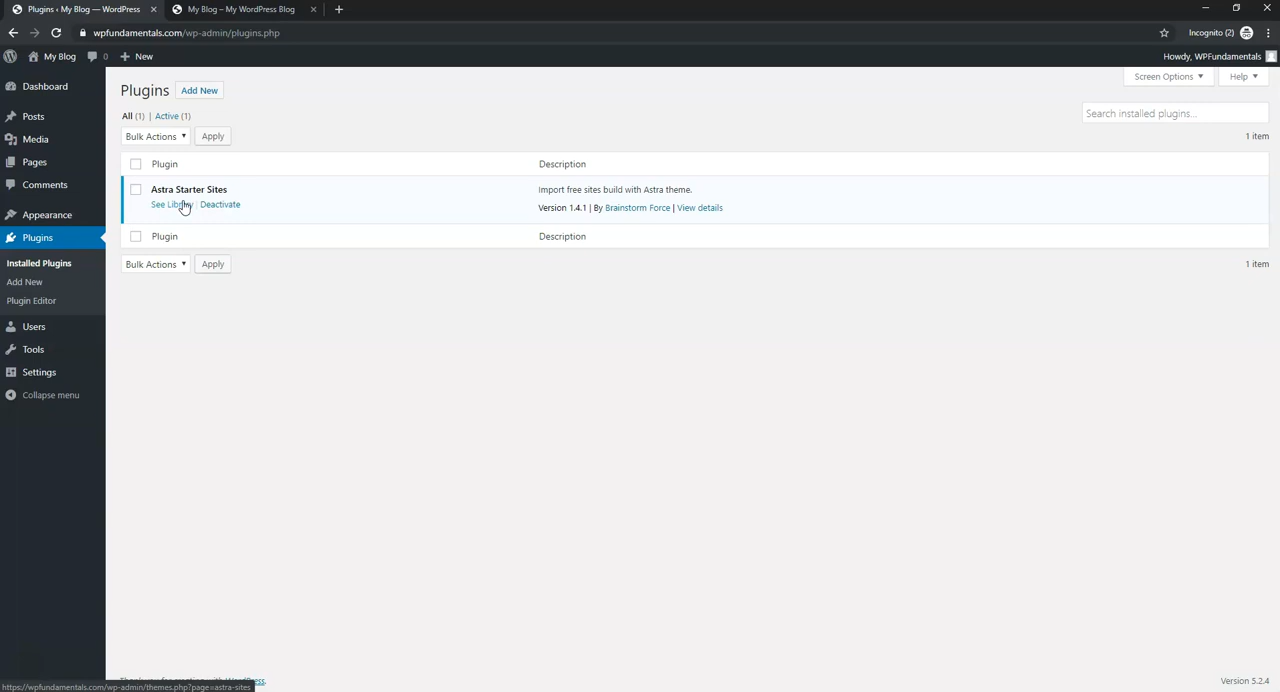 Plugins ‹ My Blog — WordPress
My Blog – My WordPress Blog
wpfundamentals.com/wp-admin/plugins.php
Incognito (2)
My Blog 0 New
Howdy, WPFundamentals
Dashboard
Posts
Media
Pages
Comments
Appearance
Plugins
Installed Plugins
Add New
Plugin Editor
Users
Tools
Settings
Collapse menu
Screen Options
Help
Plugins Add New
All (1) | Active (1)
Search installed plugins...
Bulk Actions Apply
1 item
Plugin Description
Astra Starter Sites Import free sites build with Astra theme.
See Library | Deactivate
Version 1.4.1 | By Brainstorm Force | View details
Plugin Description
Bulk Actions Apply
1 item
Version 5.2.4
https://wpfundamentals.com/wp-admin/themes.php?page=astra-sites